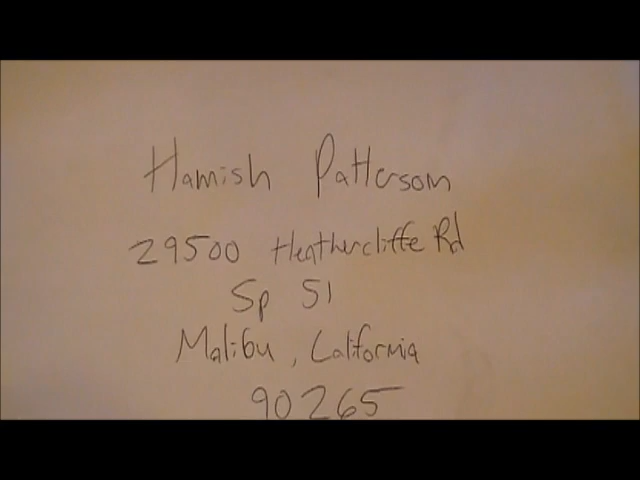 Hamish Patterson
29500 Heathercliffe Rd
Sp 51
Malibu, California
90265